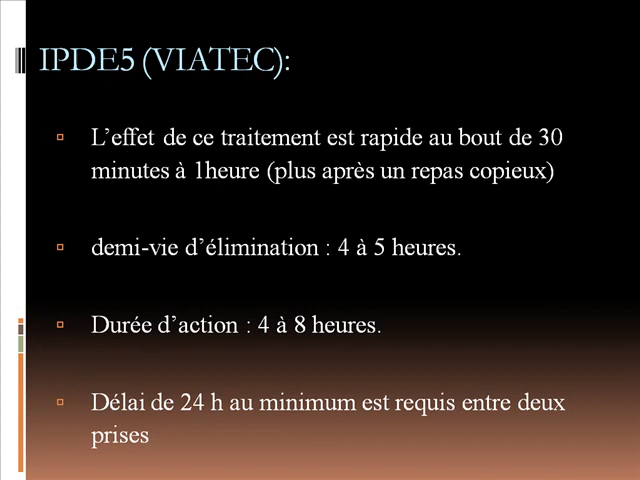 IPDE5 (VIATEC):
L’effet de ce traitement est rapide au bout de 30
minutes à 1heure (plus après un repas copieux)
demi-vie d’élimination : 4 à 5 heures.
Durée d’action : 4 à 8 heures.
Délai de 24 h au minimum est requis entre deux
prises